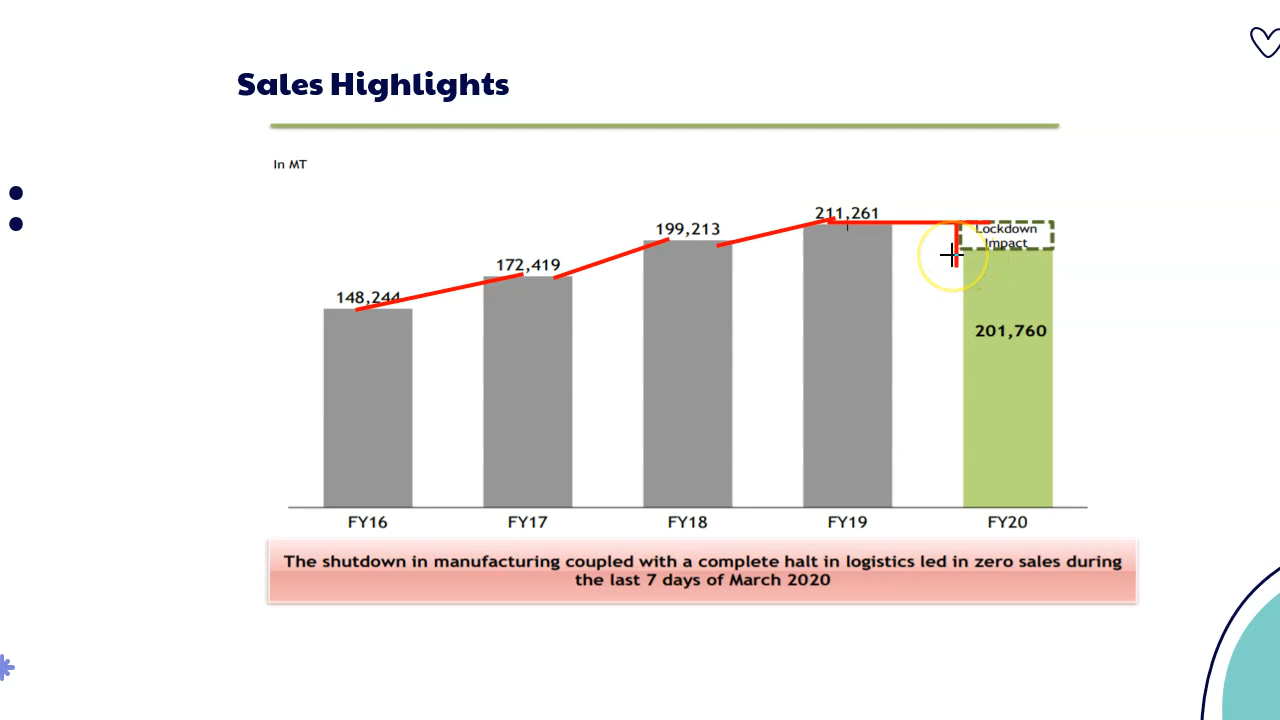 Sales Highlights
In MT
148,244
172,419
199,213
211,261
Lockdown
Impact
201,760
FY16
FY17
FY18
FY19
FY20
The shutdown in manufacturing coupled with a complete halt in logistics led in zero sales during
the last 7 days of March 2020